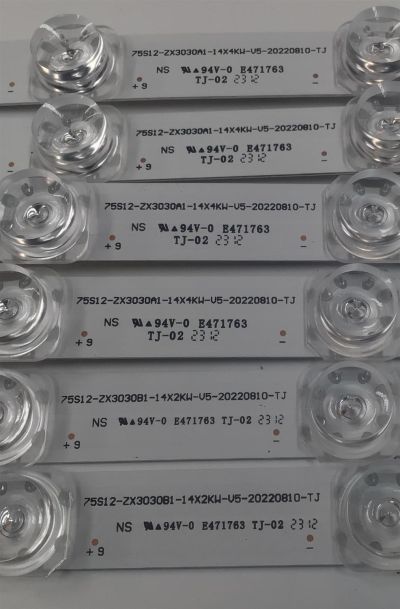 75S12-ZX3030A1-14X4KW-V5-20220810-TJ
NS 94V-0 E471763
+ 9 TJ-02 2312 -
75S12-ZX3030A1-14X4KW-V5-20220810-TJ
NS 94V-0 E471763
+ 9 TJ-02 2312 -
75S12-ZX3030A1-14X4KW-V5-20220810-TJ
NS 94V-0 E471763
+ 9 TJ-02 2312 -
75S12-ZX3030A1-14X4KW-V5-20220810-TJ
NS 94V-0 E471763
+ 9 TJ-02 2312 -
75S12-ZX3030B1-14X2KW-V5-20220810-TJ
NS 94V-0 E471763 TJ-02 2312
+ 9 -
75S12-ZX3030B1-14X2KW-V5-20220810-TJ
NS 94V-0 E471763 TJ-02 2312
+ 9 -